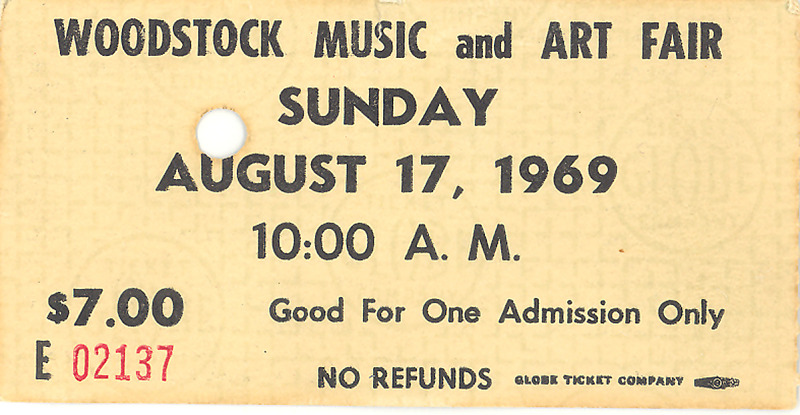 WOODSTOCK MUSIC and ART FAIR
SUNDAY
AUGUST 17, 1969
10:00 A. M.
$7.00 Good For One Admission Only
E 02137
NO REFUNDS GLOBE TICKET COMPANY